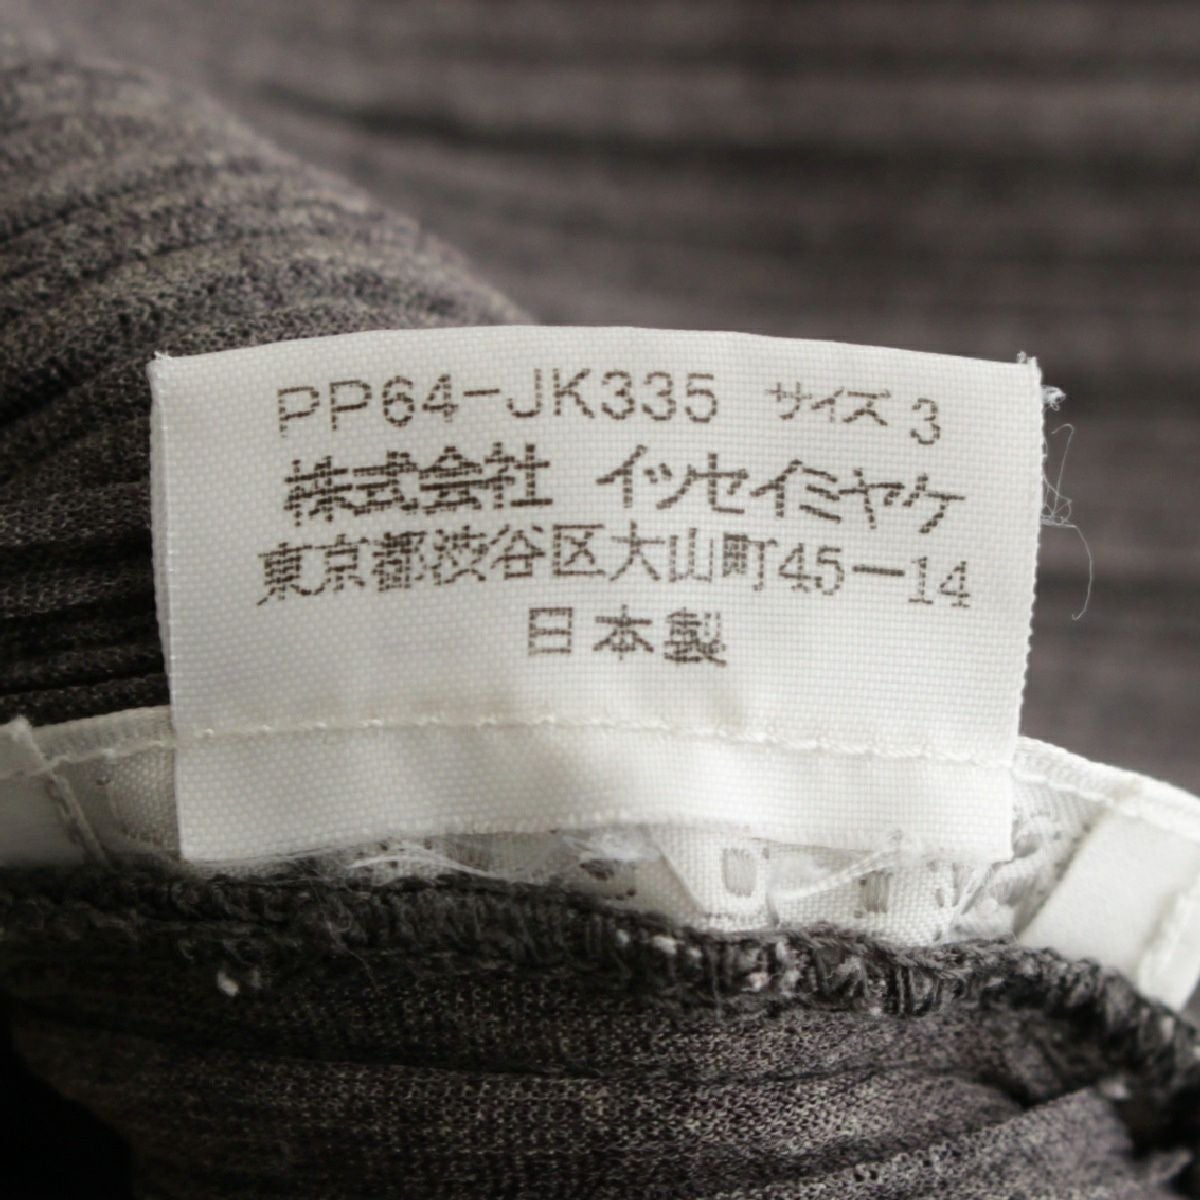 PP64-JK335 サイズ 3
株式会社 イッセイミヤケ
東京都渋谷区大山町45-14
日本製